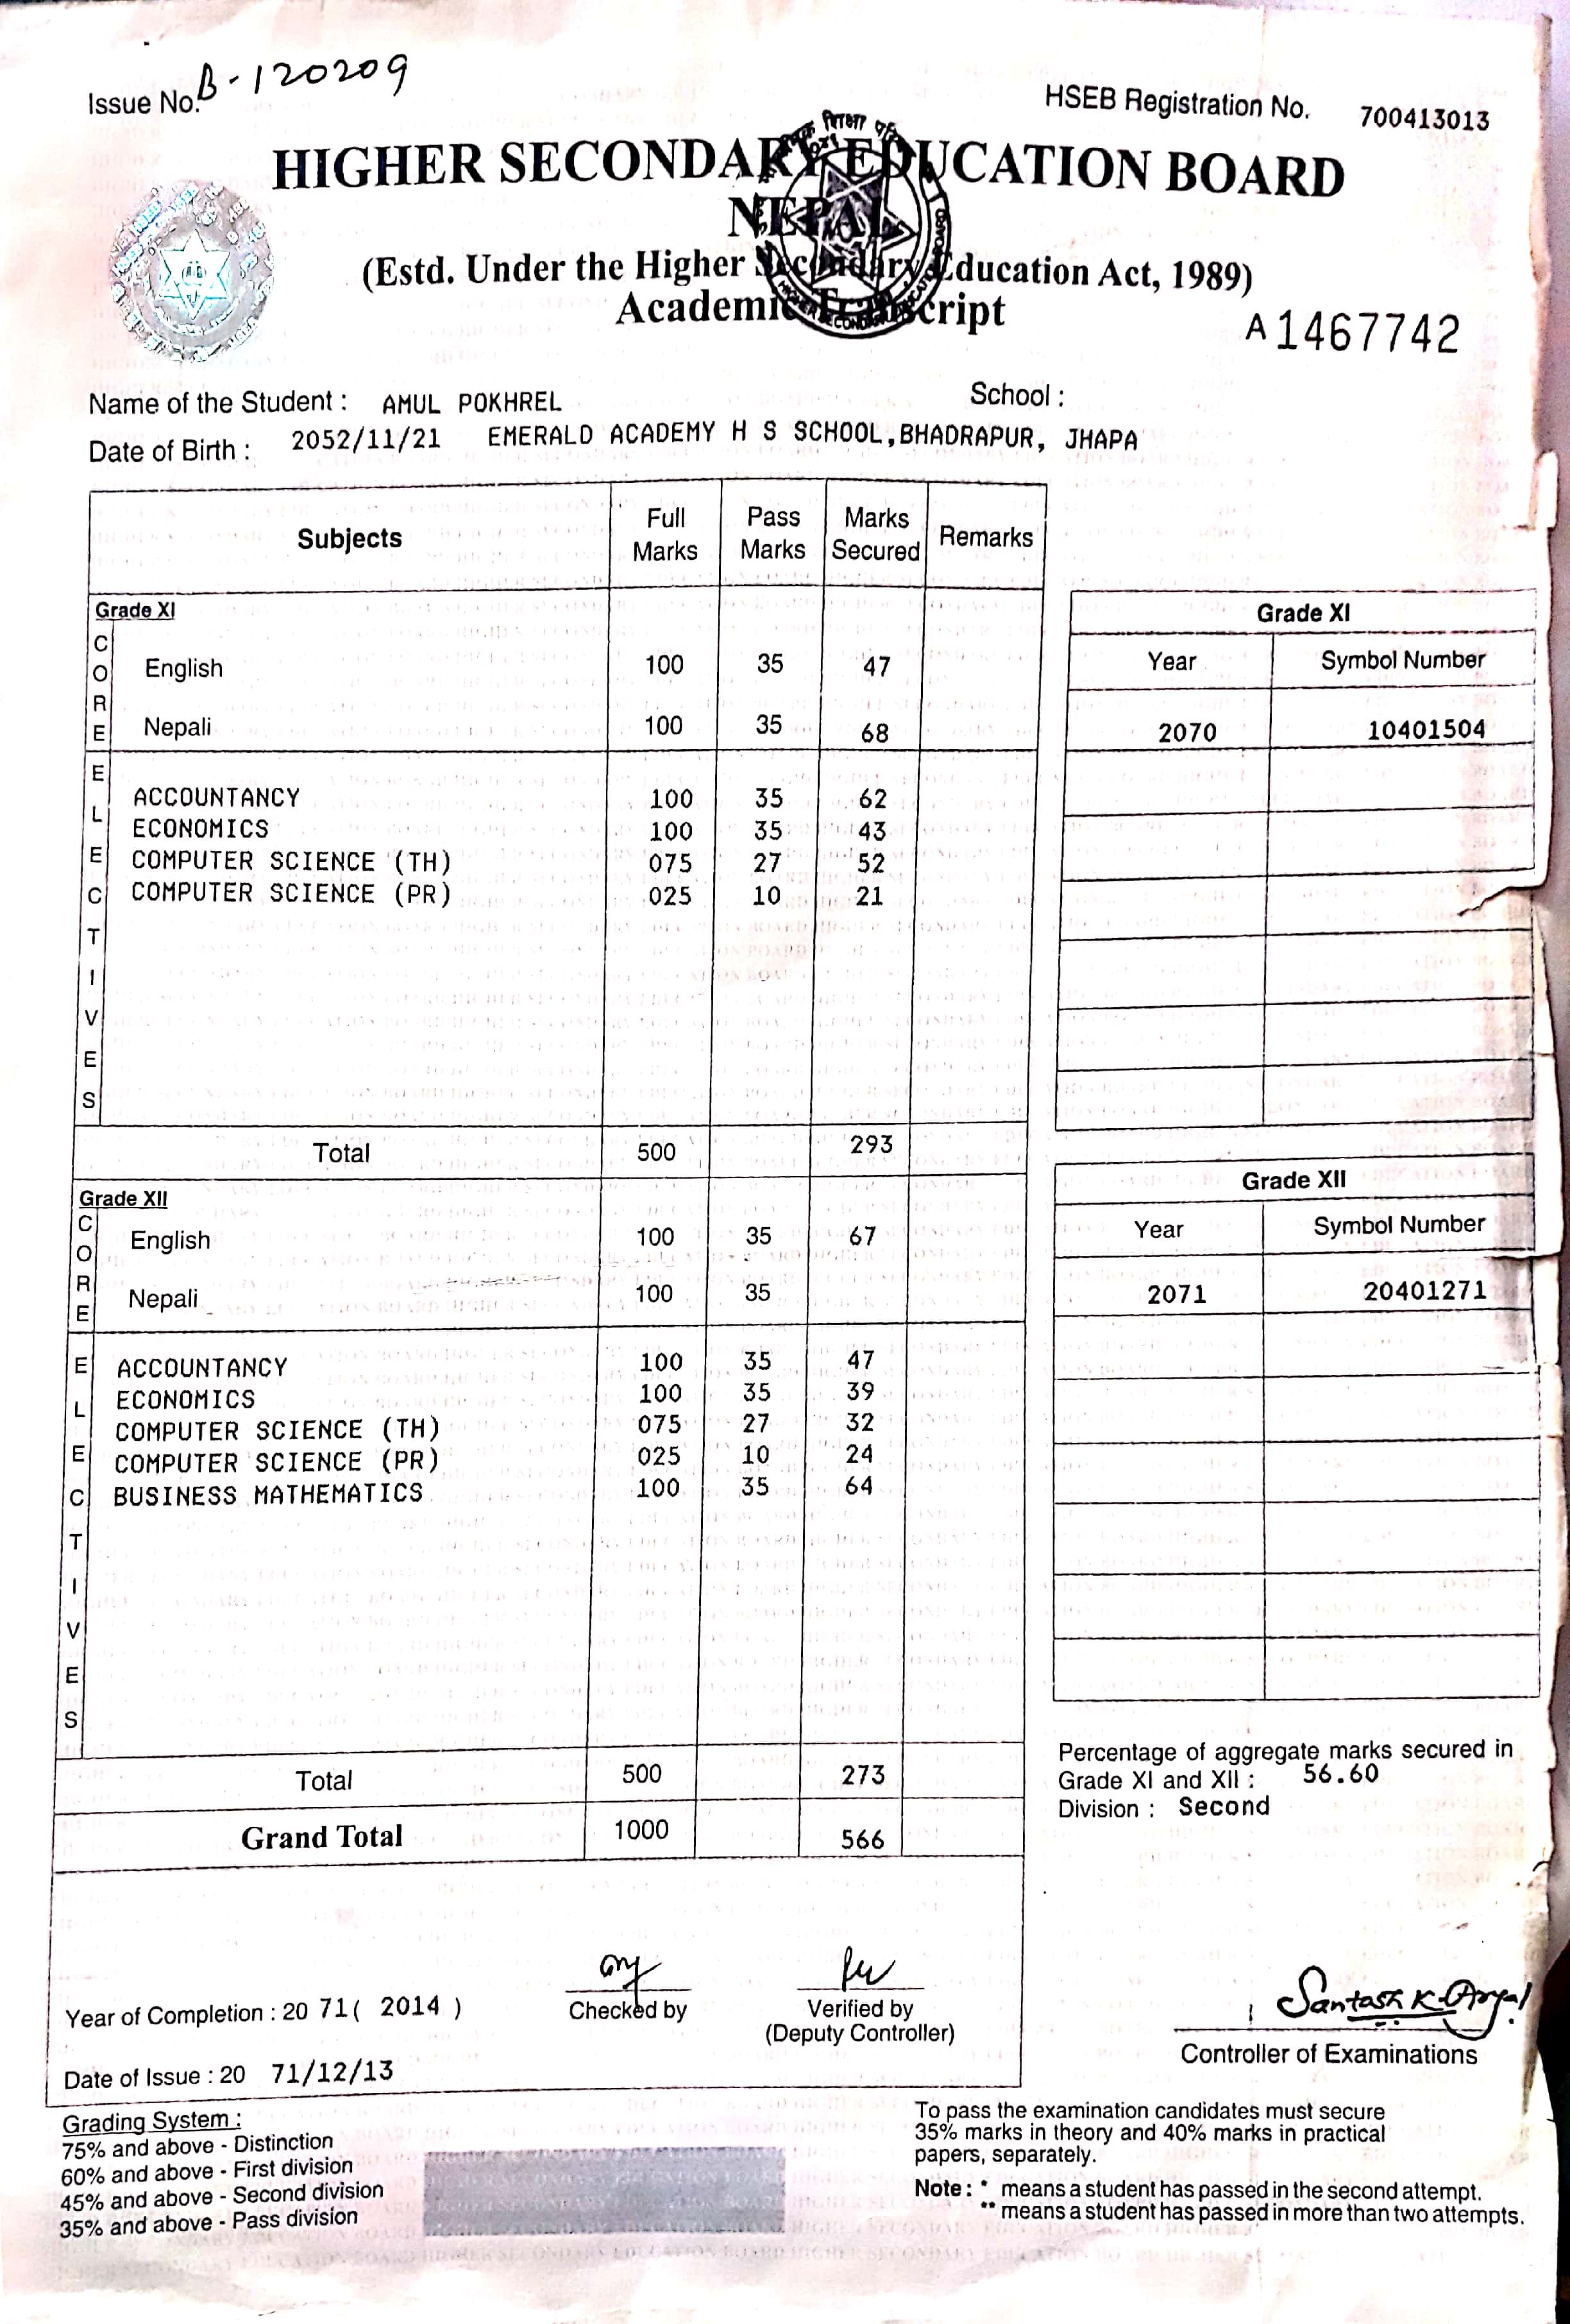 Issue No. B-120209
HSEB Registration No. 700413013
HIGHER SECONDARY EDUCATION BOARD
NEPAL
(Estd. Under the Higher Secondary Education Act, 1989)
Academic Transcript
A 1467742
Name of the Student : AMUL POKHREL School :
Date of Birth : 2052/11/21 EMERALD ACADEMY H S SCHOOL,BHADRAPUR, JHAPA
Subjects Full Marks Pass Marks Marks Secured Remarks
Grade XI
CORE
English 100 35 47
Nepali 100 35 68
ELECTIVES
ACCOUNTANCY 100 35 62
ECONOMICS 100 35 43
COMPUTER SCIENCE (TH) 075 27 52
COMPUTER SCIENCE (PR) 025 10 21
Total 500 293
Grade XII
CORE
English 100 35 67
Nepali 100 35
ELECTIVES
ACCOUNTANCY 100 35 47
ECONOMICS 100 35 39
COMPUTER SCIENCE (TH) 075 27 32
COMPUTER SCIENCE (PR) 025 10 24
BUSINESS MATHEMATICS 100 35 64
Total 500 273
Grand Total 1000 566
Grade XI
Year Symbol Number
2070 10401504
Grade XII
Year Symbol Number
2071 20401271
Percentage of aggregate marks secured in
Grade XI and XII : 56.60
Division : Second
Year of Completion : 20 71( 2014 )
Checked by
Verified by
(Deputy Controller)
Santosh K. Aryal
Controller of Examinations
Date of Issue : 20 71/12/13
Grading System :
75% and above - Distinction
60% and above - First division
45% and above - Second division
35% and above - Pass division
To pass the examination candidates must secure
35% marks in theory and 40% marks in practical
papers, separately.
Note : * means a student has passed in the second attempt.
** means a student has passed in more than two attempts.